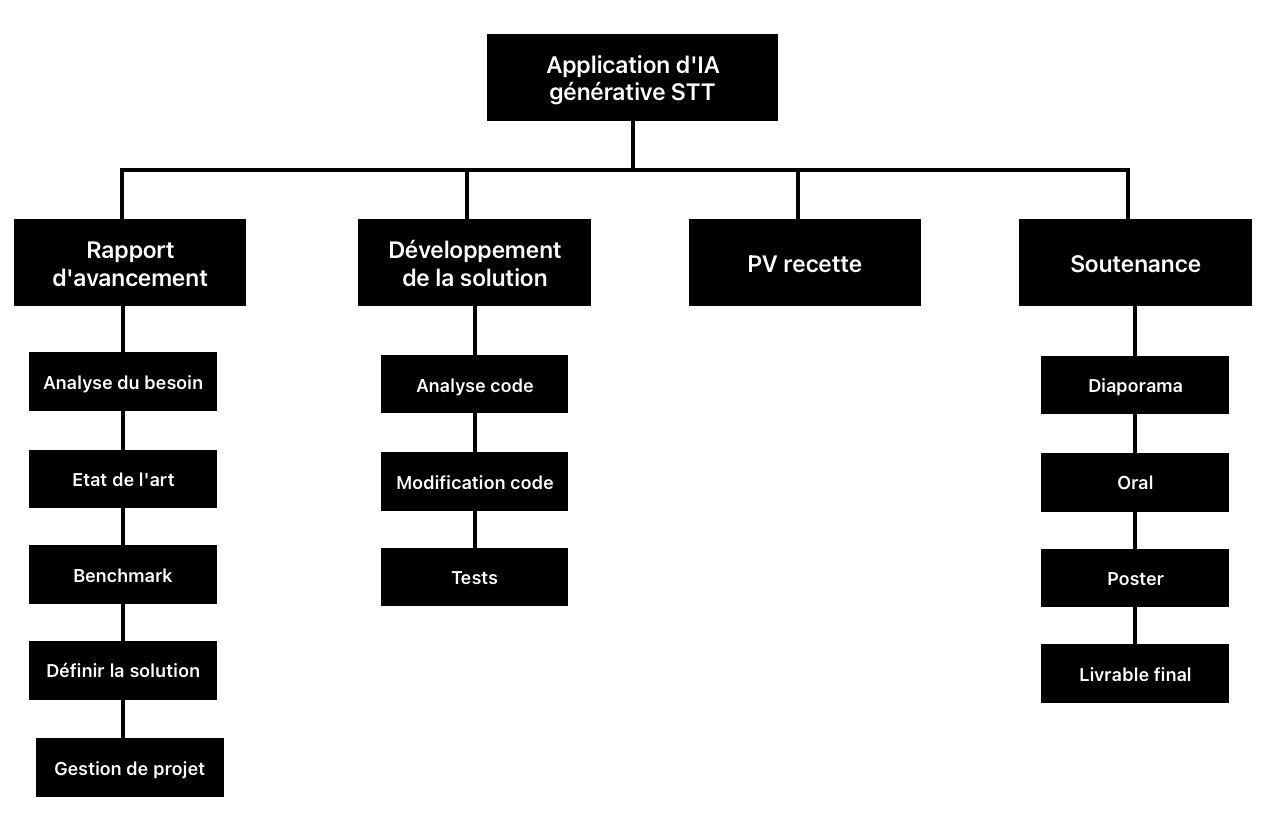 Application d'IA
générative STT
Rapport
d'avancement
Développement
de la solution
PV recette
Soutenance
Analyse du besoin
Etat de l'art
Benchmark
Définir la solution
Gestion de projet
Analyse code
Modification code
Tests
Diaporama
Oral
Poster
Livrable final